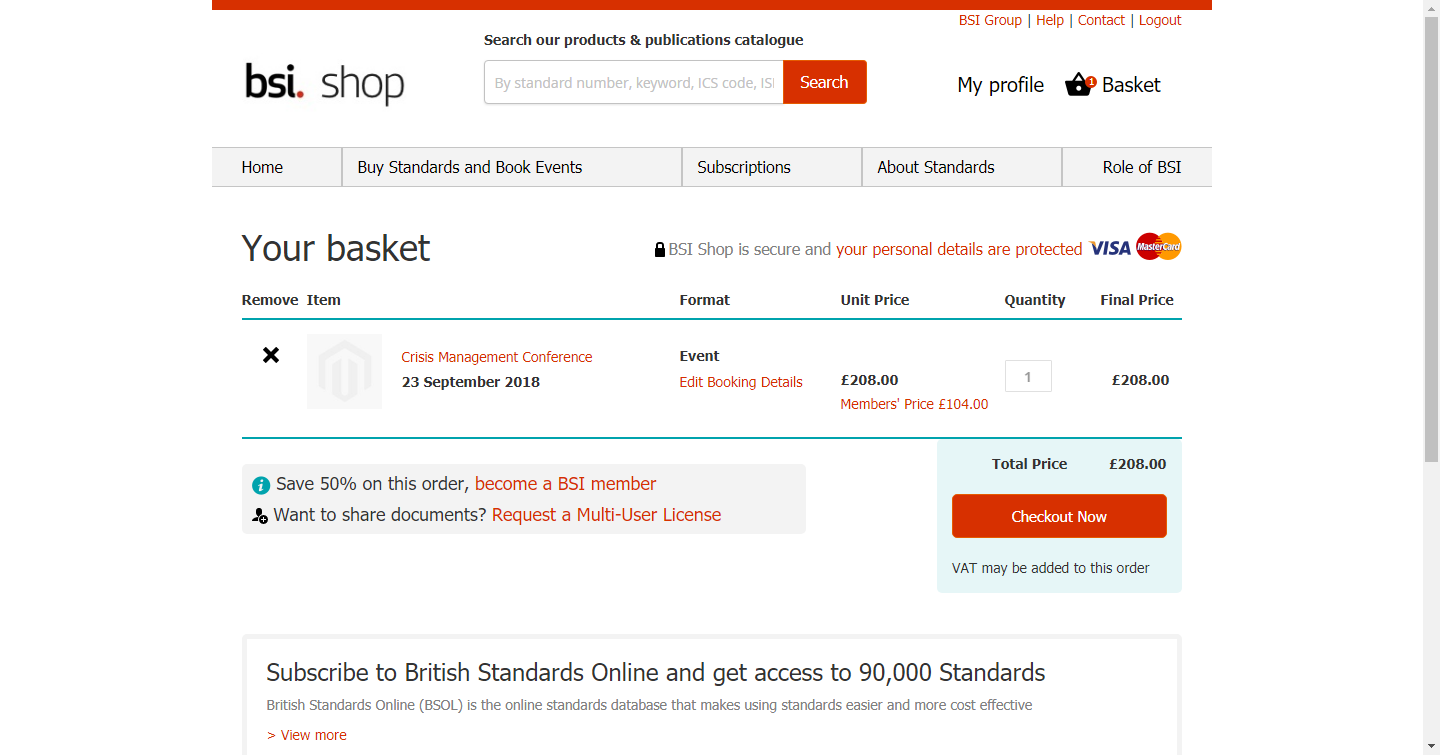 BSI Group | Help | Contact | Logout
Search our products & publications catalogue
bsi. shop
By standard number, keyword, ICS code, ISI
Search
My profile
1
Basket
Home
Buy Standards and Book Events
Subscriptions
About Standards
Role of BSI
Your basket
BSI Shop is secure and your personal details are protected
VISA
MasterCard
Remove Item Format Unit Price Quantity Final Price
Crisis Management Conference
23 September 2018
Event
Edit Booking Details
£208.00
Members' Price £104.00
1
£208.00
Total Price £208.00
Save 50% on this order, become a BSI member
Want to share documents? Request a Multi-User License
Checkout Now
VAT may be added to this order
Subscribe to British Standards Online and get access to 90,000 Standards
British Standards Online (BSOL) is the online standards database that makes using standards easier and more cost effective
> View more